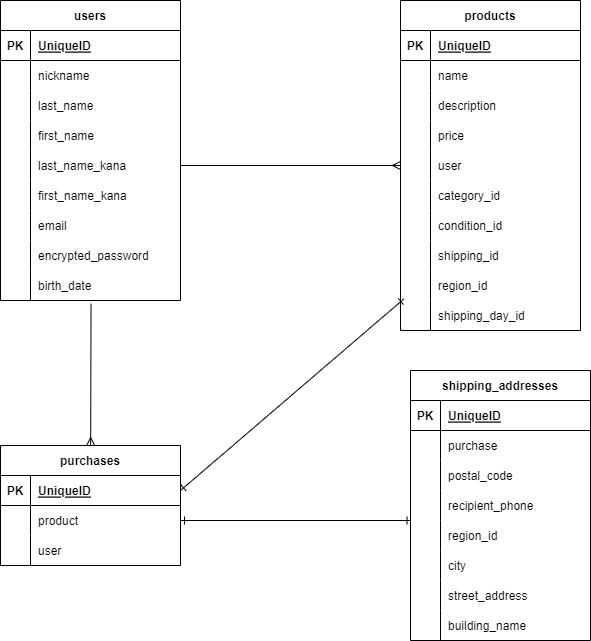 users
PK UniqueID
nickname
last_name
first_name
last_name_kana
first_name_kana
email
encrypted_password
birth_date
products
PK UniqueID
name
description
price
user
category_id
condition_id
shipping_id
region_id
shipping_day_id
purchases
PK UniqueID
product
user
shipping_addresses
PK UniqueID
purchase
postal_code
recipient_phone
region_id
city
street_address
building_name